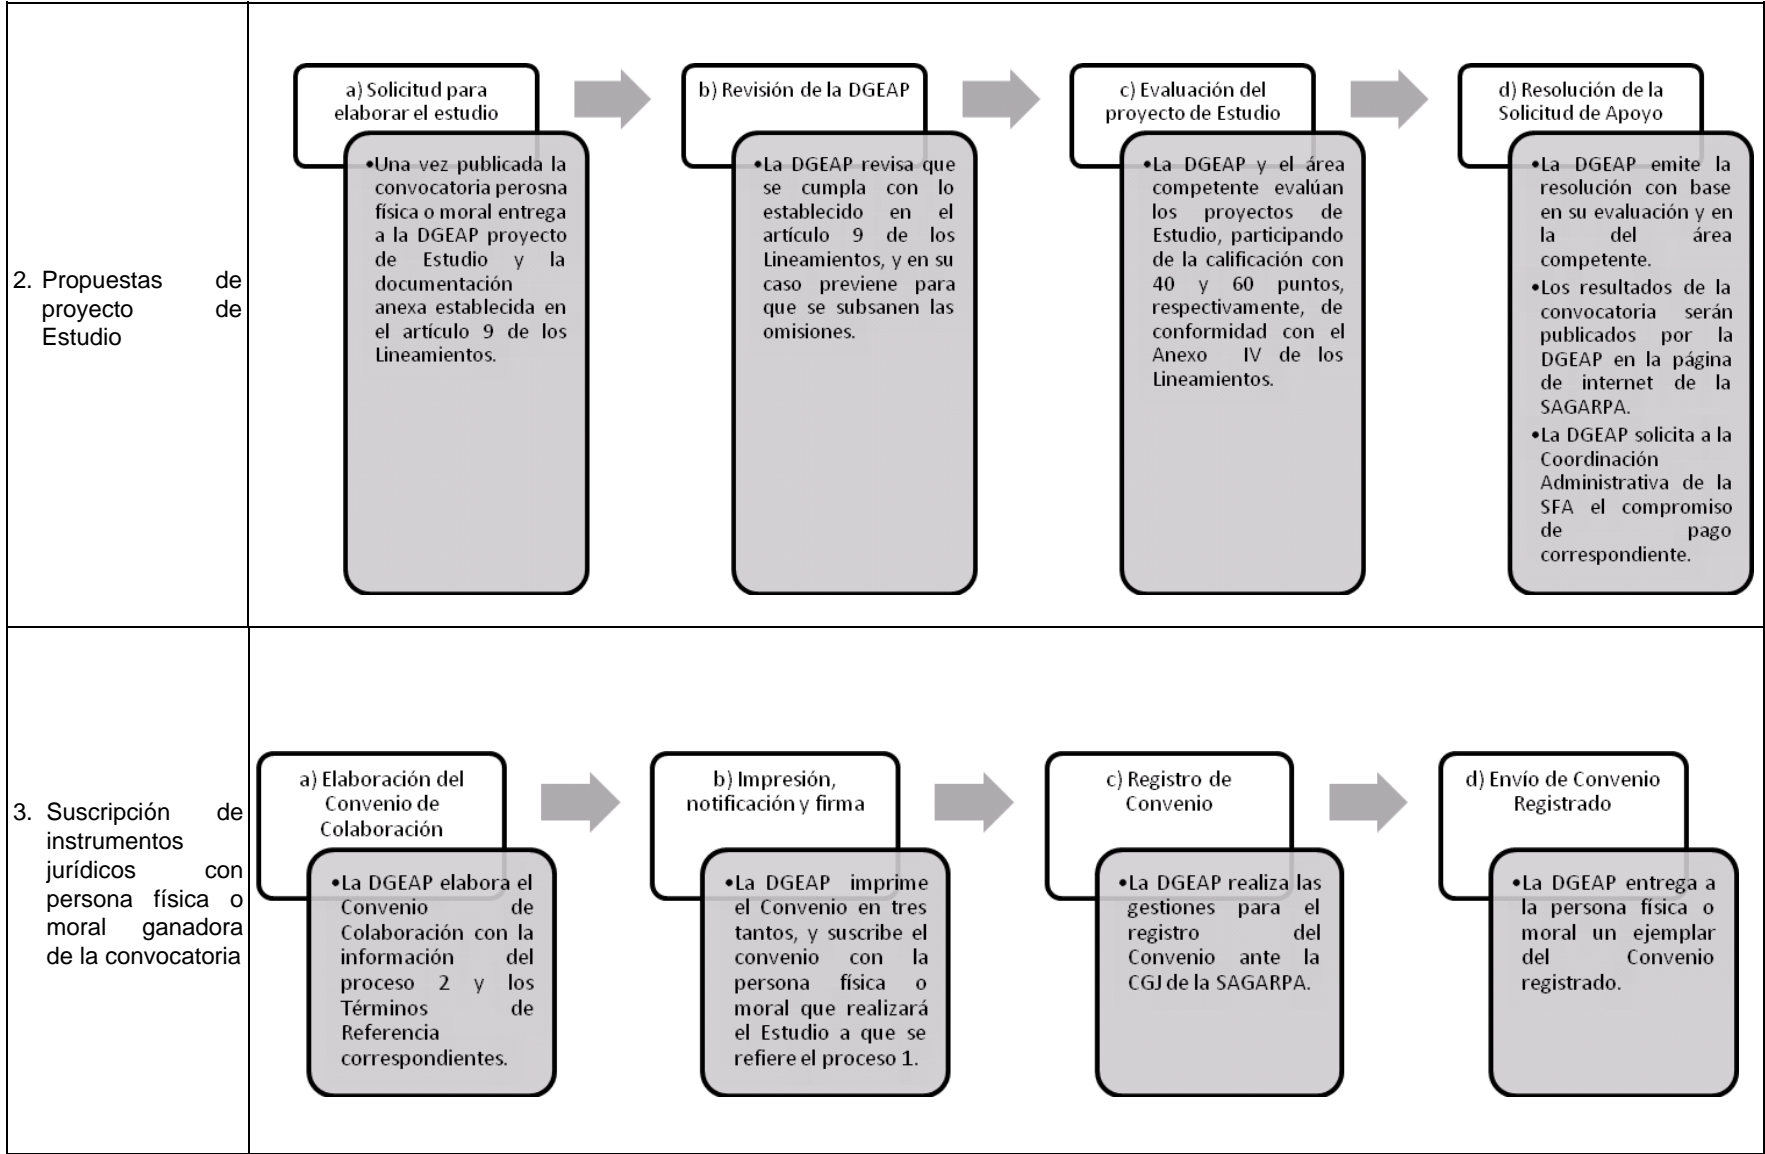 2. Propuestas de
proyecto de
Estudio
a) Solicitud para
elaborar el estudio
•Una vez publicada la
convocatoria perosna
física o moral entrega
a la DGEAP proyecto
de Estudio y la
documentación
anexa establecida en
el artículo 9 de los
Lineamientos.
b) Revisión de la DGEAP
•La DGEAP revisa que
se cumpla con lo
establecido en el
artículo 9 de los
Lineamientos, y en su
caso previene para
que se subsanen las
omisiones.
c) Evaluación del
proyecto de Estudio
•La DGEAP y el área
competente evalúan
los proyectos de
Estudio, participando
de la calificación con
40 y 60 puntos,
respectivamente, de
conformidad con el
Anexo IV de los
Lineamientos.
d) Resolución de la
Solicitud de Apoyo
•La DGEAP emite la
resolución con base
en su evaluación y en
la del área
competente.
•Los resultados de la
convocatoria serán
publicados por la
DGEAP en la página
de internet de la
SAGARPA.
•La DGEAP solicita a la
Coordinación
Administrativa de la
SFA el compromiso
de pago
correspondiente.
3. Suscripción de
instrumentos
jurídicos con
persona física o
moral ganadora
de la convocatoria
a) Elaboración del
Convenio de
Colaboración
•La DGEAP elabora el
Convenio de
Colaboración con la
información del
proceso 2 y los
Términos de
Referencia
correspondientes.
b) Impresión,
notificación y firma
•La DGEAP imprime
el Convenio en tres
tantos, y suscribe el
convenio con la
persona física o
moral que realizará
el Estudio a que se
refiere el proceso 1.
c) Registro de
Convenio
•La DGEAP realiza las
gestiones para el
registro del
Convenio ante la
CGJ de la SAGARPA.
d) Envío de Convenio
Registrado
•La DGEAP entrega a
la persona física o
moral un ejemplar
del Convenio
registrado.